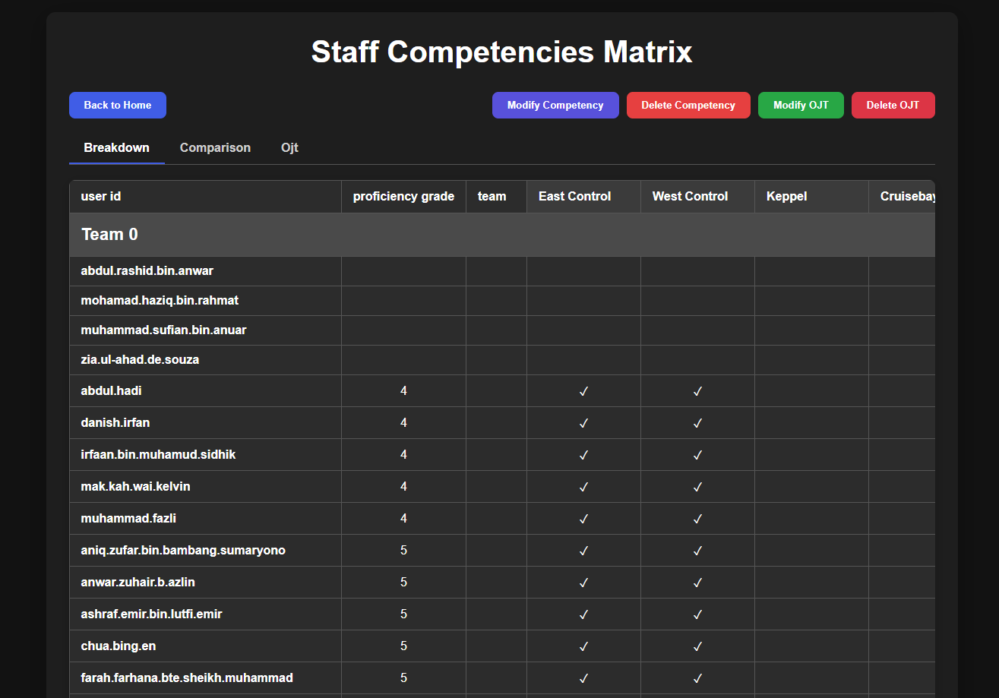 Staff Competencies Matrix
Back to Home Modify Competency Delete Competency Modify OJT Delete OJT
Breakdown Comparison Ojt
user id proficiency grade team East Control West Control Keppel Cruisebay
Team 0
abdul.rashid.bin.anwar
mohamad.haziq.bin.rahmat
muhammad.sufian.bin.anuar
zia.ul-ahad.de.souza
abdul.hadi 4 ✓ ✓
danish.irfan 4 ✓ ✓
irfaan.bin.muhamud.sidhik 4 ✓ ✓
mak.kah.wai.kelvin 4 ✓ ✓
muhammad.fazli 4 ✓ ✓
aniq.zufar.bin.bambang.sumaryono 5 ✓ ✓
anwar.zuhair.b.azlin 5 ✓ ✓
ashraf.emir.bin.lutfi.emir 5 ✓ ✓
chua.bing.en 5 ✓ ✓
farah.farhana.bte.sheikh.muhammad 5 ✓ ✓